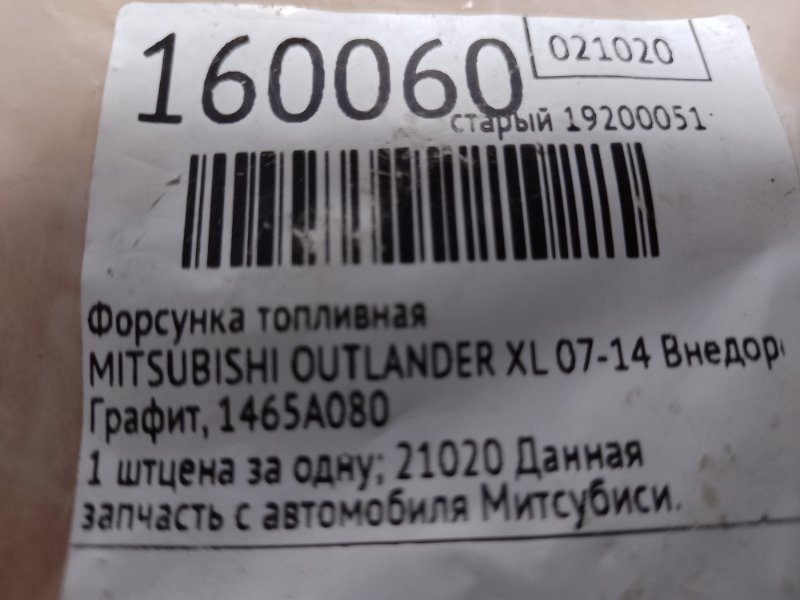 160060
021020
старый 19200051
Форсунка топливная
MITSUBISHI OUTLANDER XL 07-14 Внедор
Графит, 1465A080
1 штцена за одну; 21020 Данная
запчасть с автомобиля Митсубиси.